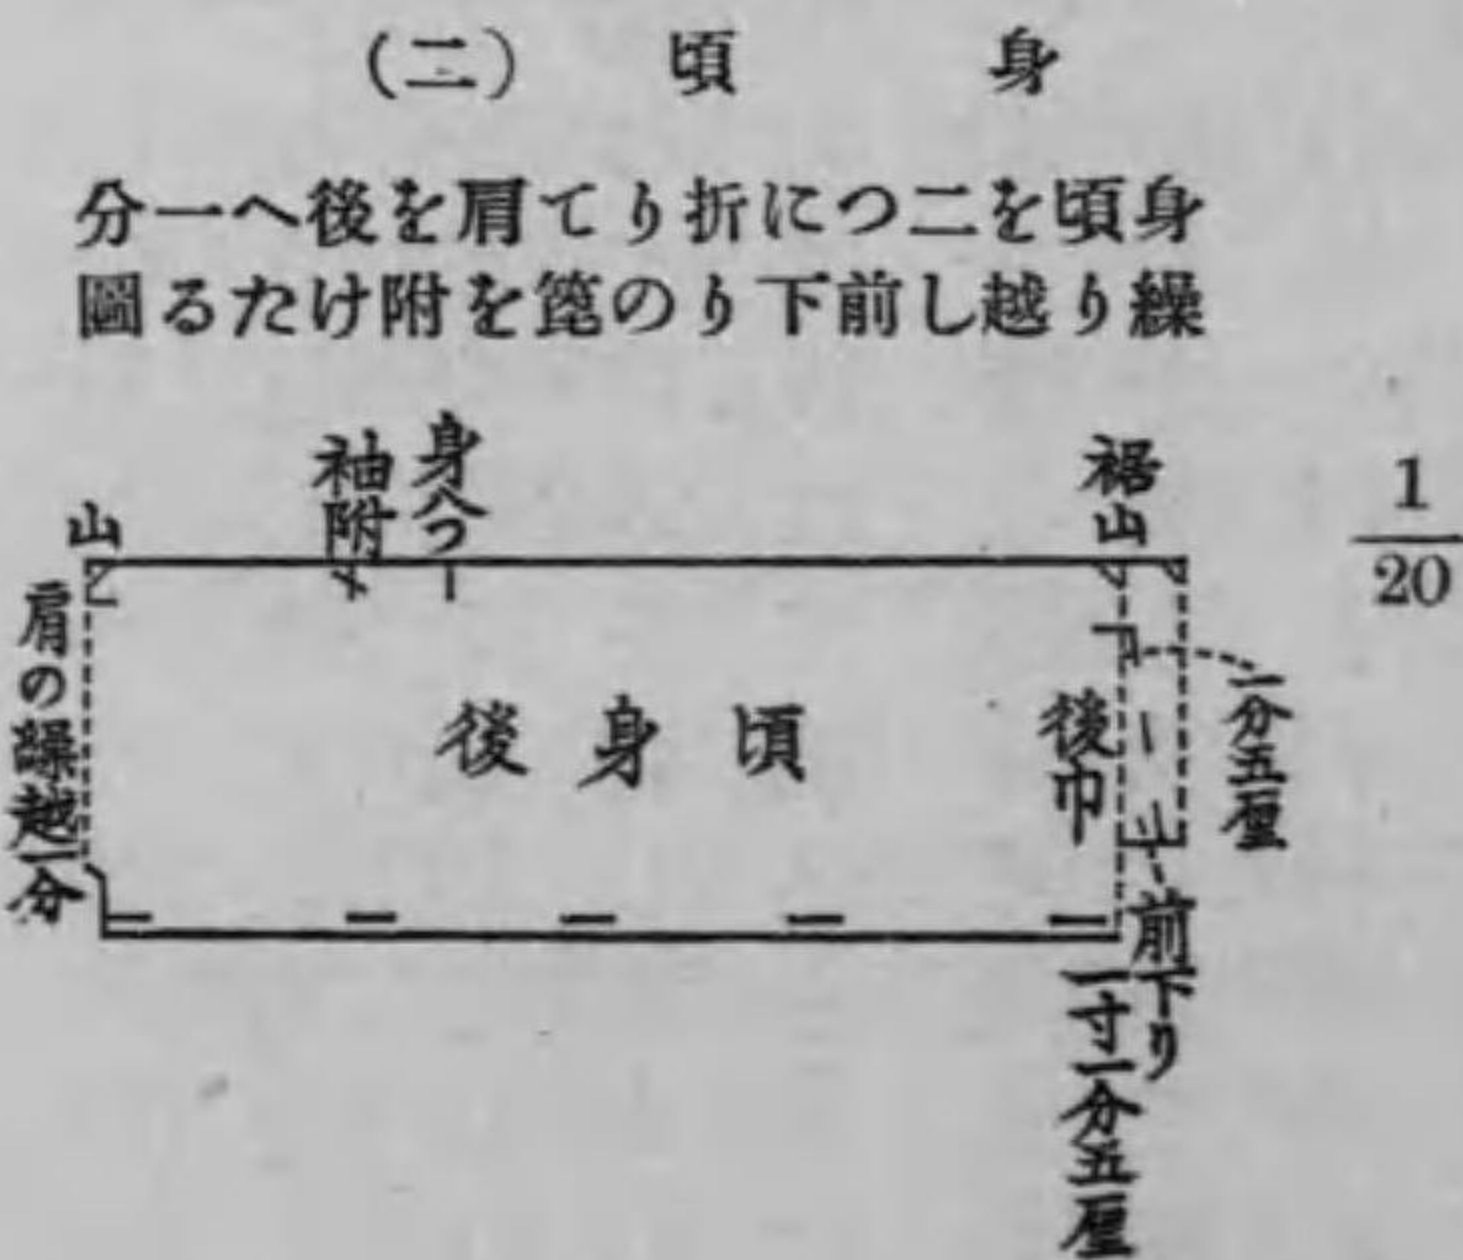 身頃（二）
身頃を二つに折りて肩を後へ一分
繰り越し前下りの箆を附けたる圖
1/20
山
袖附
身八つ
裾山
肩の繰越一分
後身頃
後巾
一分五厘
前下り
一寸一分五厘